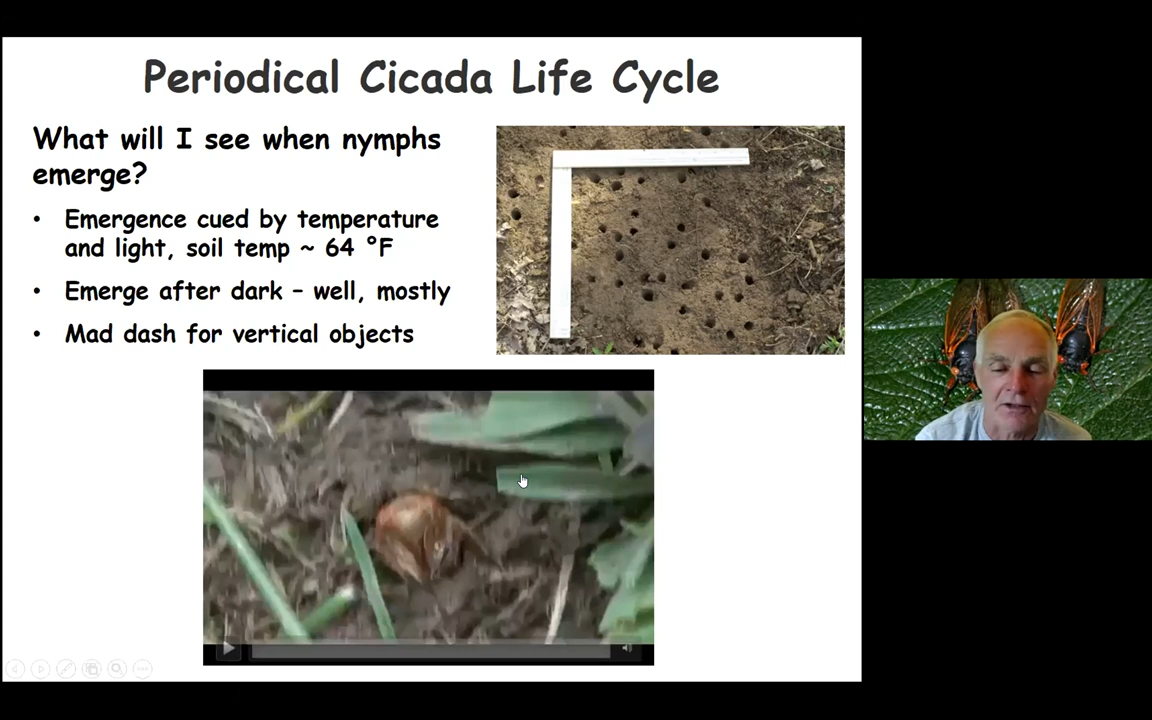 Periodical Cicada Life Cycle
What will I see when nymphs
emerge?
• Emergence cued by temperature
and light, soil temp ~ 64 °F
• Emerge after dark – well, mostly
• Mad dash for vertical objects